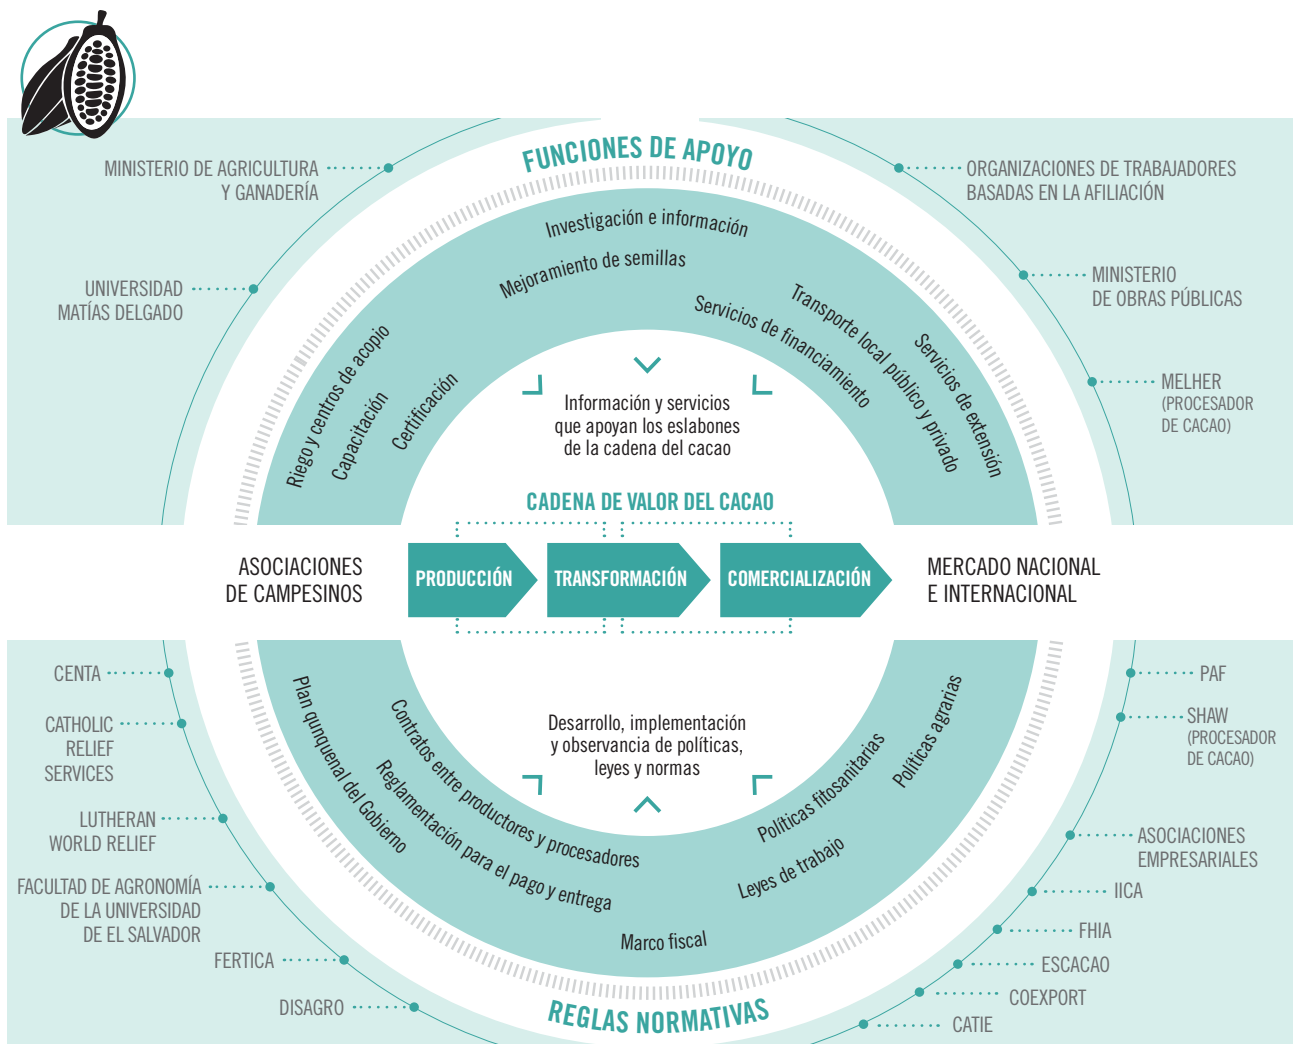 FUNCIONES DE APOYO
MINISTERIO DE AGRICULTURA
Y GANADERÍA
UNIVERSIDAD
MATÍAS DELGADO
ORGANIZACIONES DE TRABAJADORES
BASADAS EN LA AFILIACIÓN
MINISTERIO
DE OBRAS PÚBLICAS
MELHER
(PROCESADOR
DE CACAO)
Investigación e información
Mejoramiento de semillas
Riego y centros de acopio
Capacitación
Certificación
Servicios de financiamiento
Transporte local público y privado
Servicios de extensión
Información y servicios
que apoyan los eslabones
de la cadena del cacao
CADENA DE VALOR DEL CACAO
ASOCIACIONES
DE CAMPESINOS
PRODUCCIÓN
TRANSFORMACIÓN
COMERCIALIZACIÓN
MERCADO NACIONAL
E INTERNACIONAL
Desarrollo, implementación
y observancia de políticas,
leyes y normas
Plan qunquenal del Gobierno
Contratos entre productores y procesadores
Reglamentación para el pago y entrega
Marco fiscal
Leyes de trabajo
Políticas fitosanitarias
Políticas agrarias
CENTA
CATHOLIC
RELIEF
SERVICES
LUTHERAN
WORLD RELIEF
FACULTAD DE AGRONOMÍA
DE LA UNIVERSIDAD
DE EL SALVADOR
FERTICA
DISAGRO
PAF
SHAW
(PROCESADOR
DE CACAO)
ASOCIACIONES
EMPRESARIALES
IICA
FHIA
ESCACAO
COEXPORT
CATIE
REGLAS NORMATIVAS